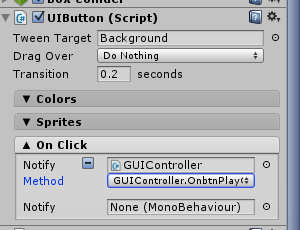 Box Collider
UIButton (Script)
Tween Target Background
Drag Over Do Nothing
Transition 0.2 seconds
Colors
Sprites
On Click
Notify GUIController
Method GUIController.OnbtnPlay(
Notify None (MonoBehaviour)